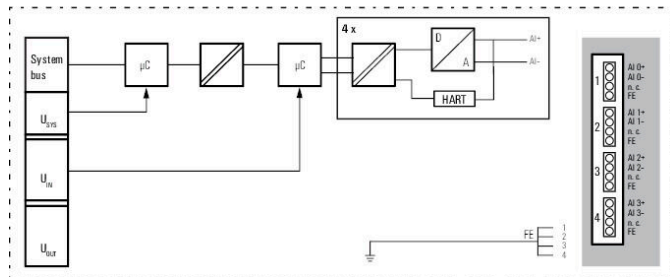 System
bus
U SYS
U IN
U OUT
µC
µC
4 x
D
A
HART
AI+
AI-
FE
1
2
3
4
1
AI 0+
AI 0-
n. c.
FE
2
AI 1+
AI 1-
n. c.
FE
3
AI 2+
AI 2-
n. c.
FE
4
AI 3+
AI 3-
n. c.
FE